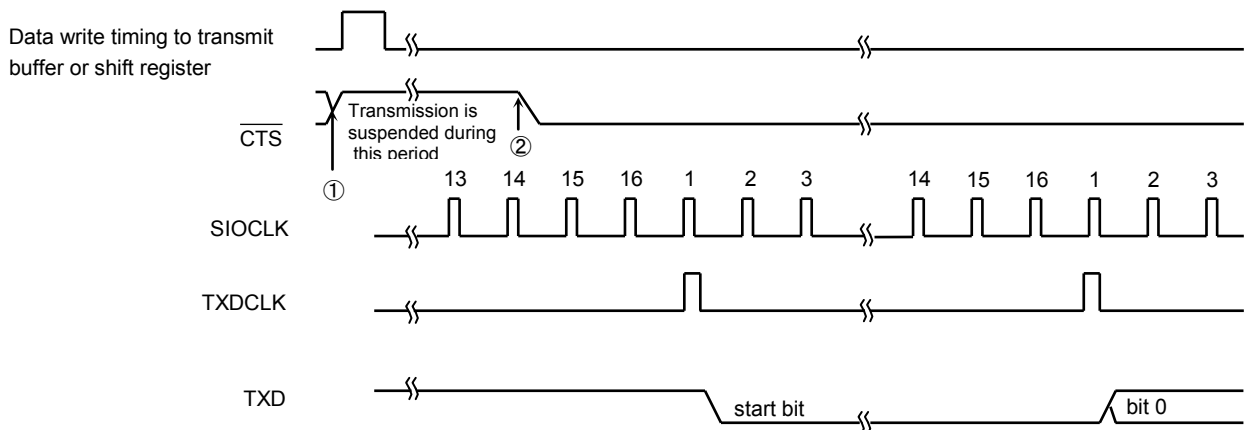 Data write timing to transmit
buffer or shift register
CTS
Transmission is
suspended during
this period
①
②
13 14 15 16 1 2 3 14 15 16 1 2 3
SIOCLK
TXDCLK
TXD
start bit
bit 0